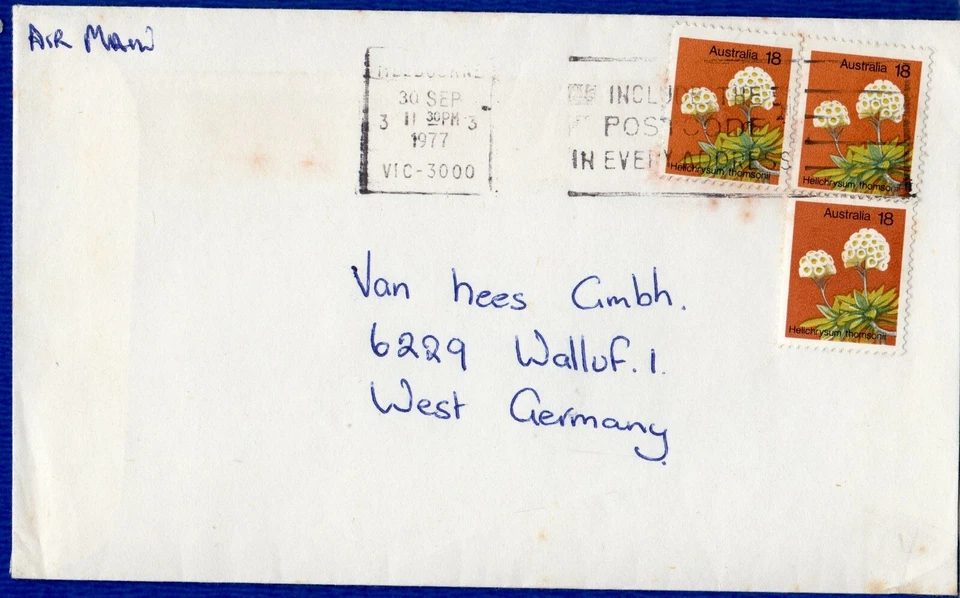 AIR MAIL
MELBOURNE
30 SEP
3 11 30PM 3
1977
VIC-3000
INCLUDE THE
POSTCODE
IN EVERY ADDRESS
Australia 18
Helichrysum thomsonii
Australia 18
Helichrysum thomsonii
Australia 18
Helichrysum thomsonii
Van hees Gmbh.
6229 Walluf. 1.
West Germany